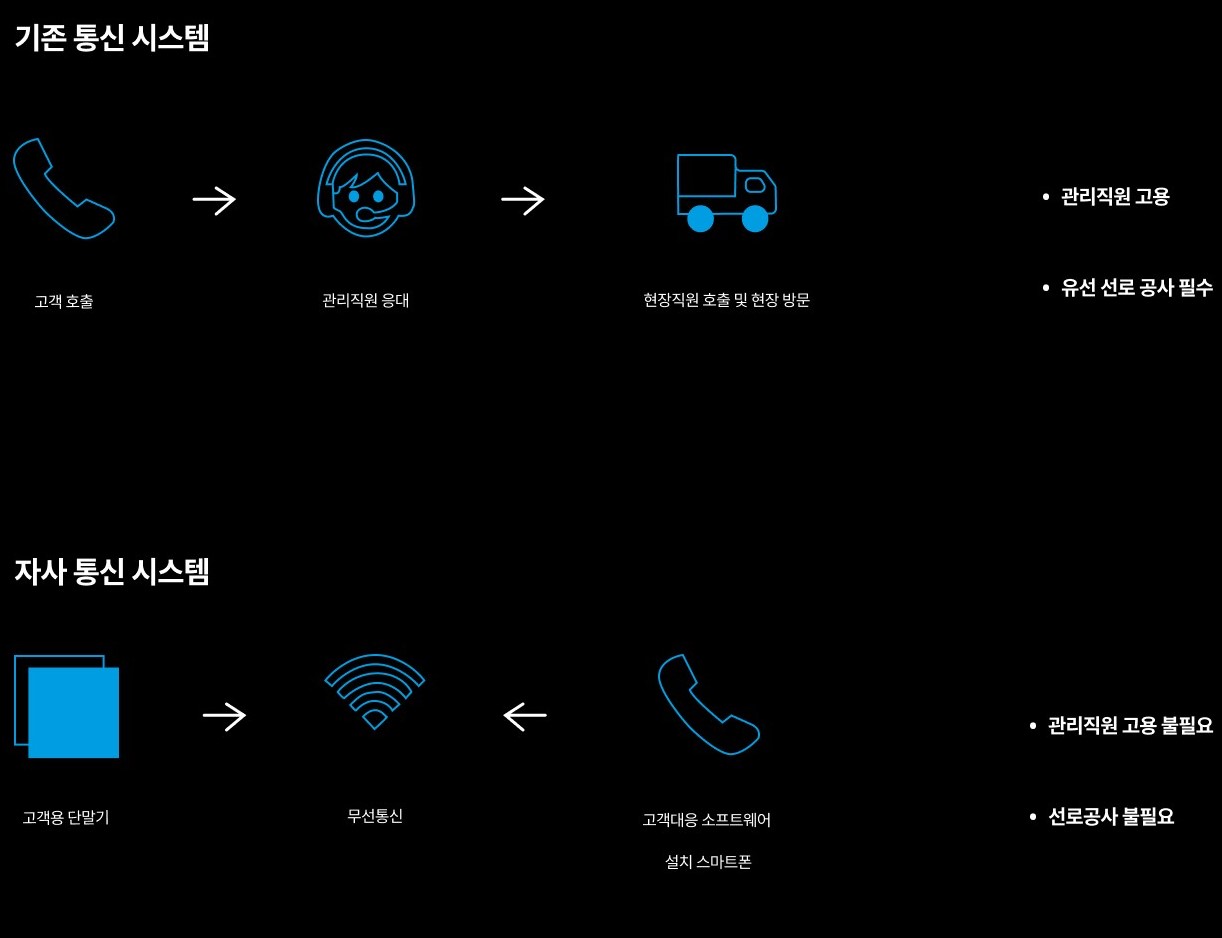 기존 통신 시스템
고객 호출
관리직원 응대
현장직원 호출 및 현장 방문
• 관리직원 고용
• 유선 선로 공사 필수
자사 통신 시스템
고객용 단말기
무선통신
고객대응 소프트웨어
설치 스마트폰
• 관리직원 고용 불필요
• 선로공사 불필요